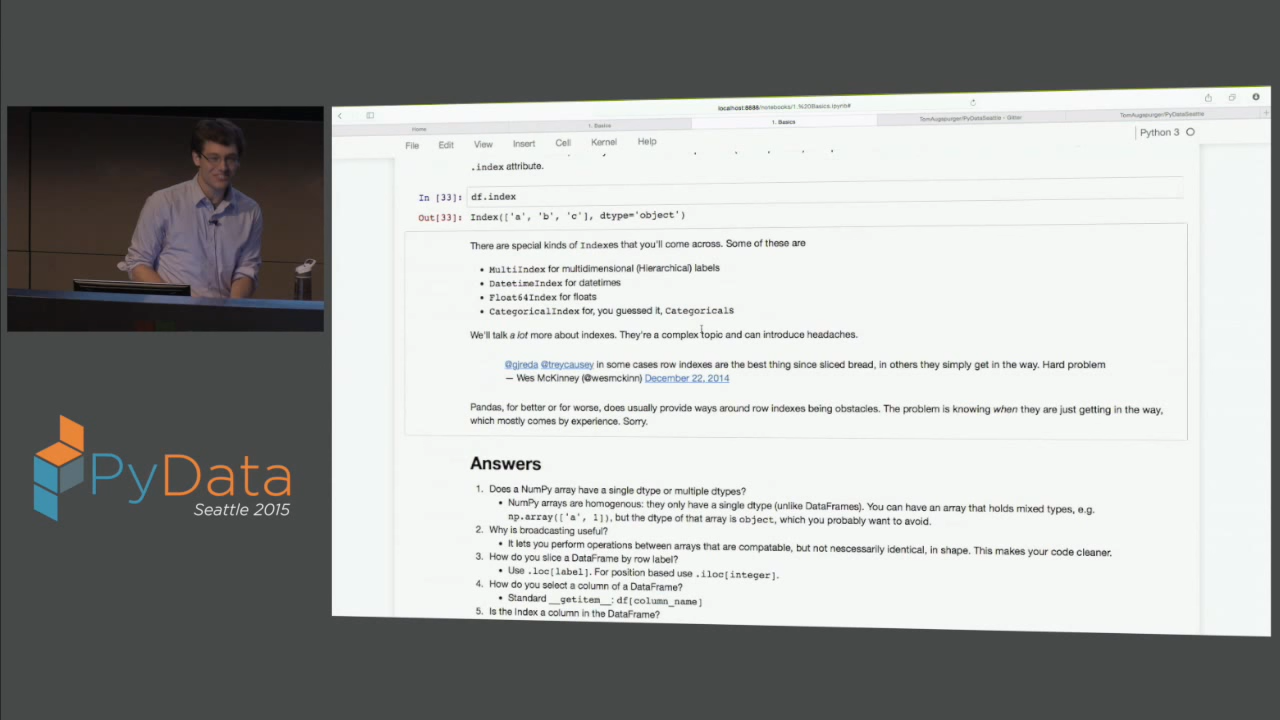 localhost:8888/notebooks/1.%20Basics.ipynb#
Home
1. Basics
1. Basics
TomAugspurger/PyDataSeattle - Gitter
TomAugspurger/PyDataSeattle
File Edit View Insert Cell Kernel Help
Python 3
.index attribute.
In [33]: df.index
Out[33]: Index(['a', 'b', 'c'], dtype='object')
There are special kinds of Indexes that you'll come across. Some of these are
• MultiIndex for multidimensional (Hierarchical) labels
• DatetimeIndex for datetimes
• Float64Index for floats
• CategoricalIndex for, you guessed it, Categoricals
We'll talk a lot more about indexes. They're a complex topic and can introduce headaches.
@gjreda @treycausey in some cases row indexes are the best thing since sliced bread, in others they simply get in the way. Hard problem
— Wes McKinney (@wesmckinn) December 22, 2014
Pandas, for better or for worse, does usually provide ways around row indexes being obstacles. The problem is knowing when they are just getting in the way,
which mostly comes by experience. Sorry.
Answers
1. Does a NumPy array have a single dtype or multiple dtypes?
• NumPy arrays are homogenous: they only have a single dtype (unlike DataFrames). You can have an array that holds mixed types, e.g.
np.array(['a', 1]), but the dtype of that array is object, which you probably want to avoid.
2. Why is broadcasting useful?
• It lets you perform operations between arrays that are compatable, but not nescessarily identical, in shape. This makes your code cleaner.
3. How do you slice a DataFrame by row label?
• Use .loc[label]. For position based use .iloc[integer].
4. How do you select a column of a DataFrame?
• Standard __getitem__: df[column_name]
5. Is the Index a column in the DataFrame?
PyData
Seattle 2015